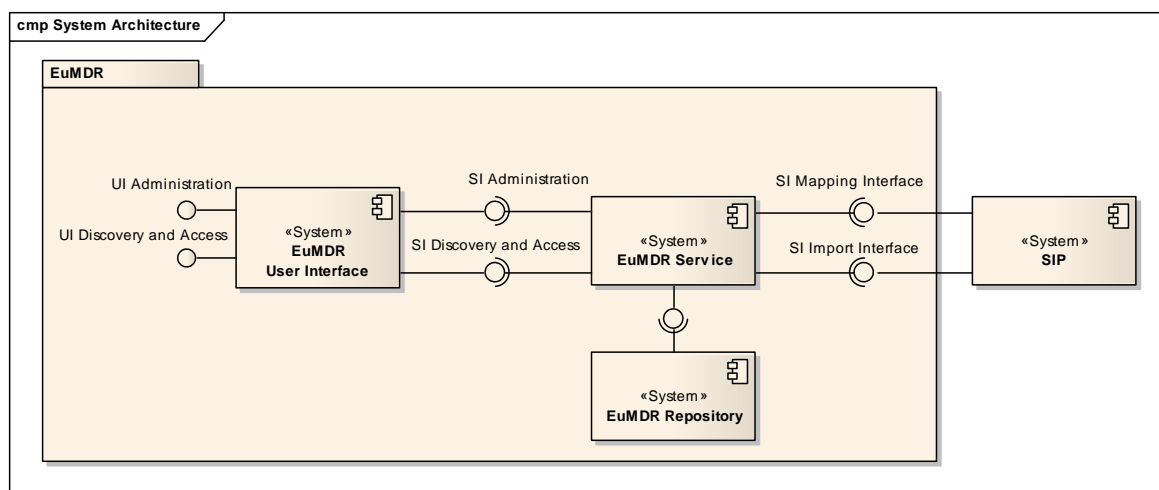 cmp System Architecture
EuMDR
UI Administration
UI Discovery and Access
«System»
EuMDR
User Interface
SI Administration
SI Discovery and Access
«System»
EuMDR Service
SI Mapping Interface
SI Import Interface
«System»
SIP
«System»
EuMDR Repository